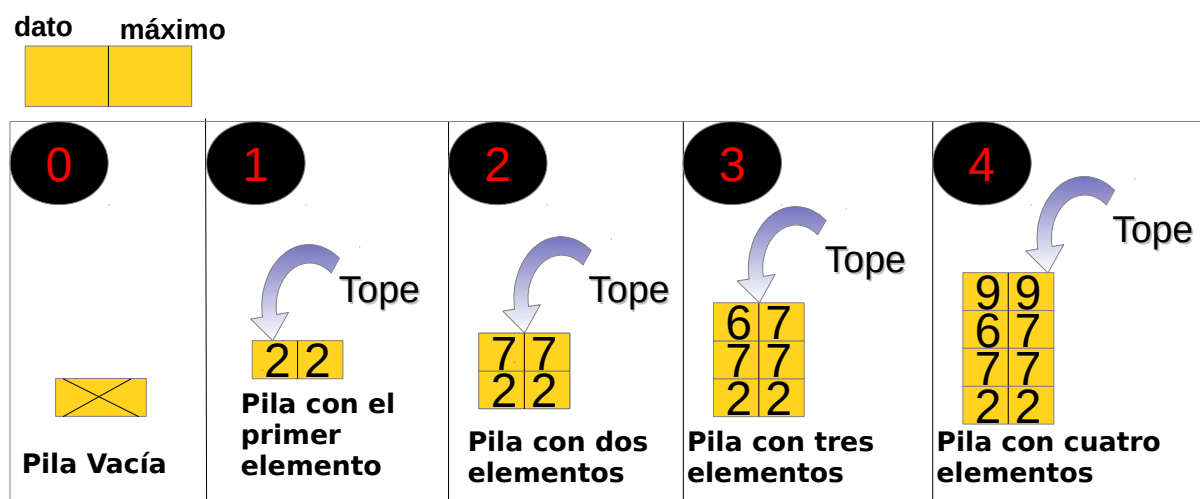 dato máximo
0 1 2 3 4
Tope
Tope
Tope
Tope
2 2
7 7
2 2
6 7
7 7
2 2
9 9
6 7
7 7
2 2
Pila Vacía
Pila con el
primer
elemento
Pila con dos
elementos
Pila con tres
elementos
Pila con cuatro
elementos